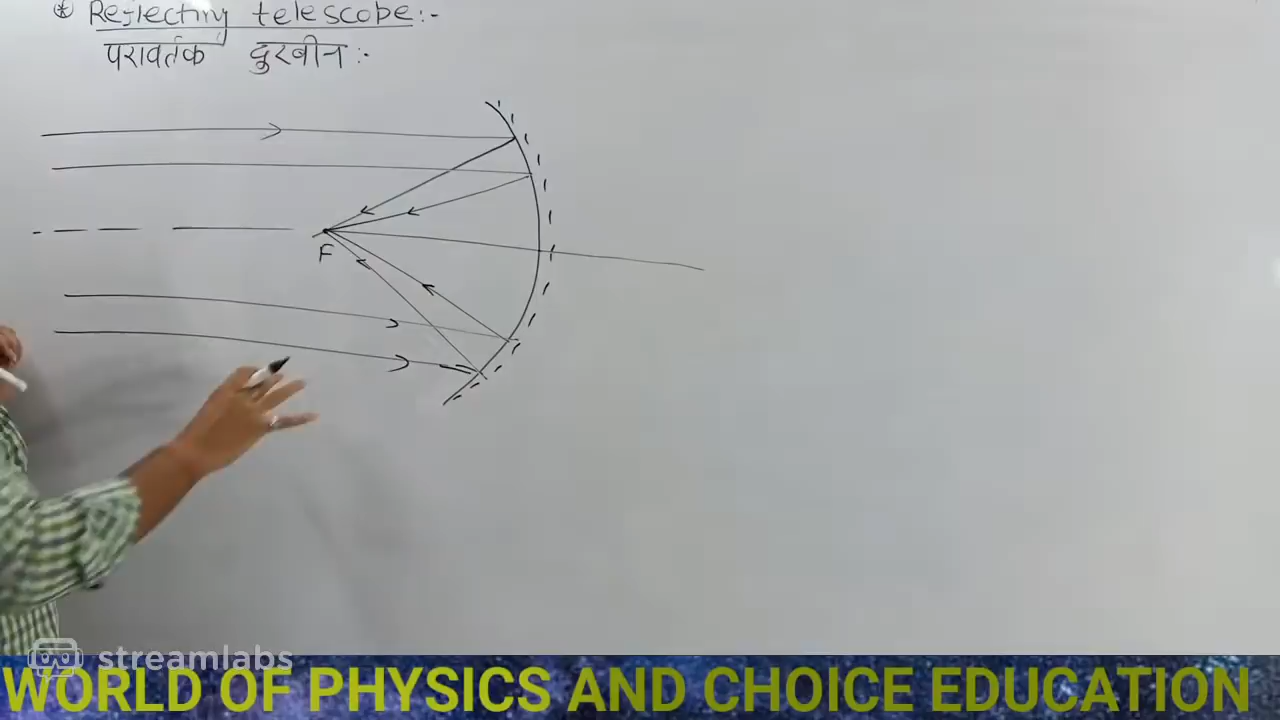 * Reflecting telescope:-
परावर्तक दुरबीन :-
F
streamlabs
WORLD OF PHYSICS AND CHOICE EDUCATION